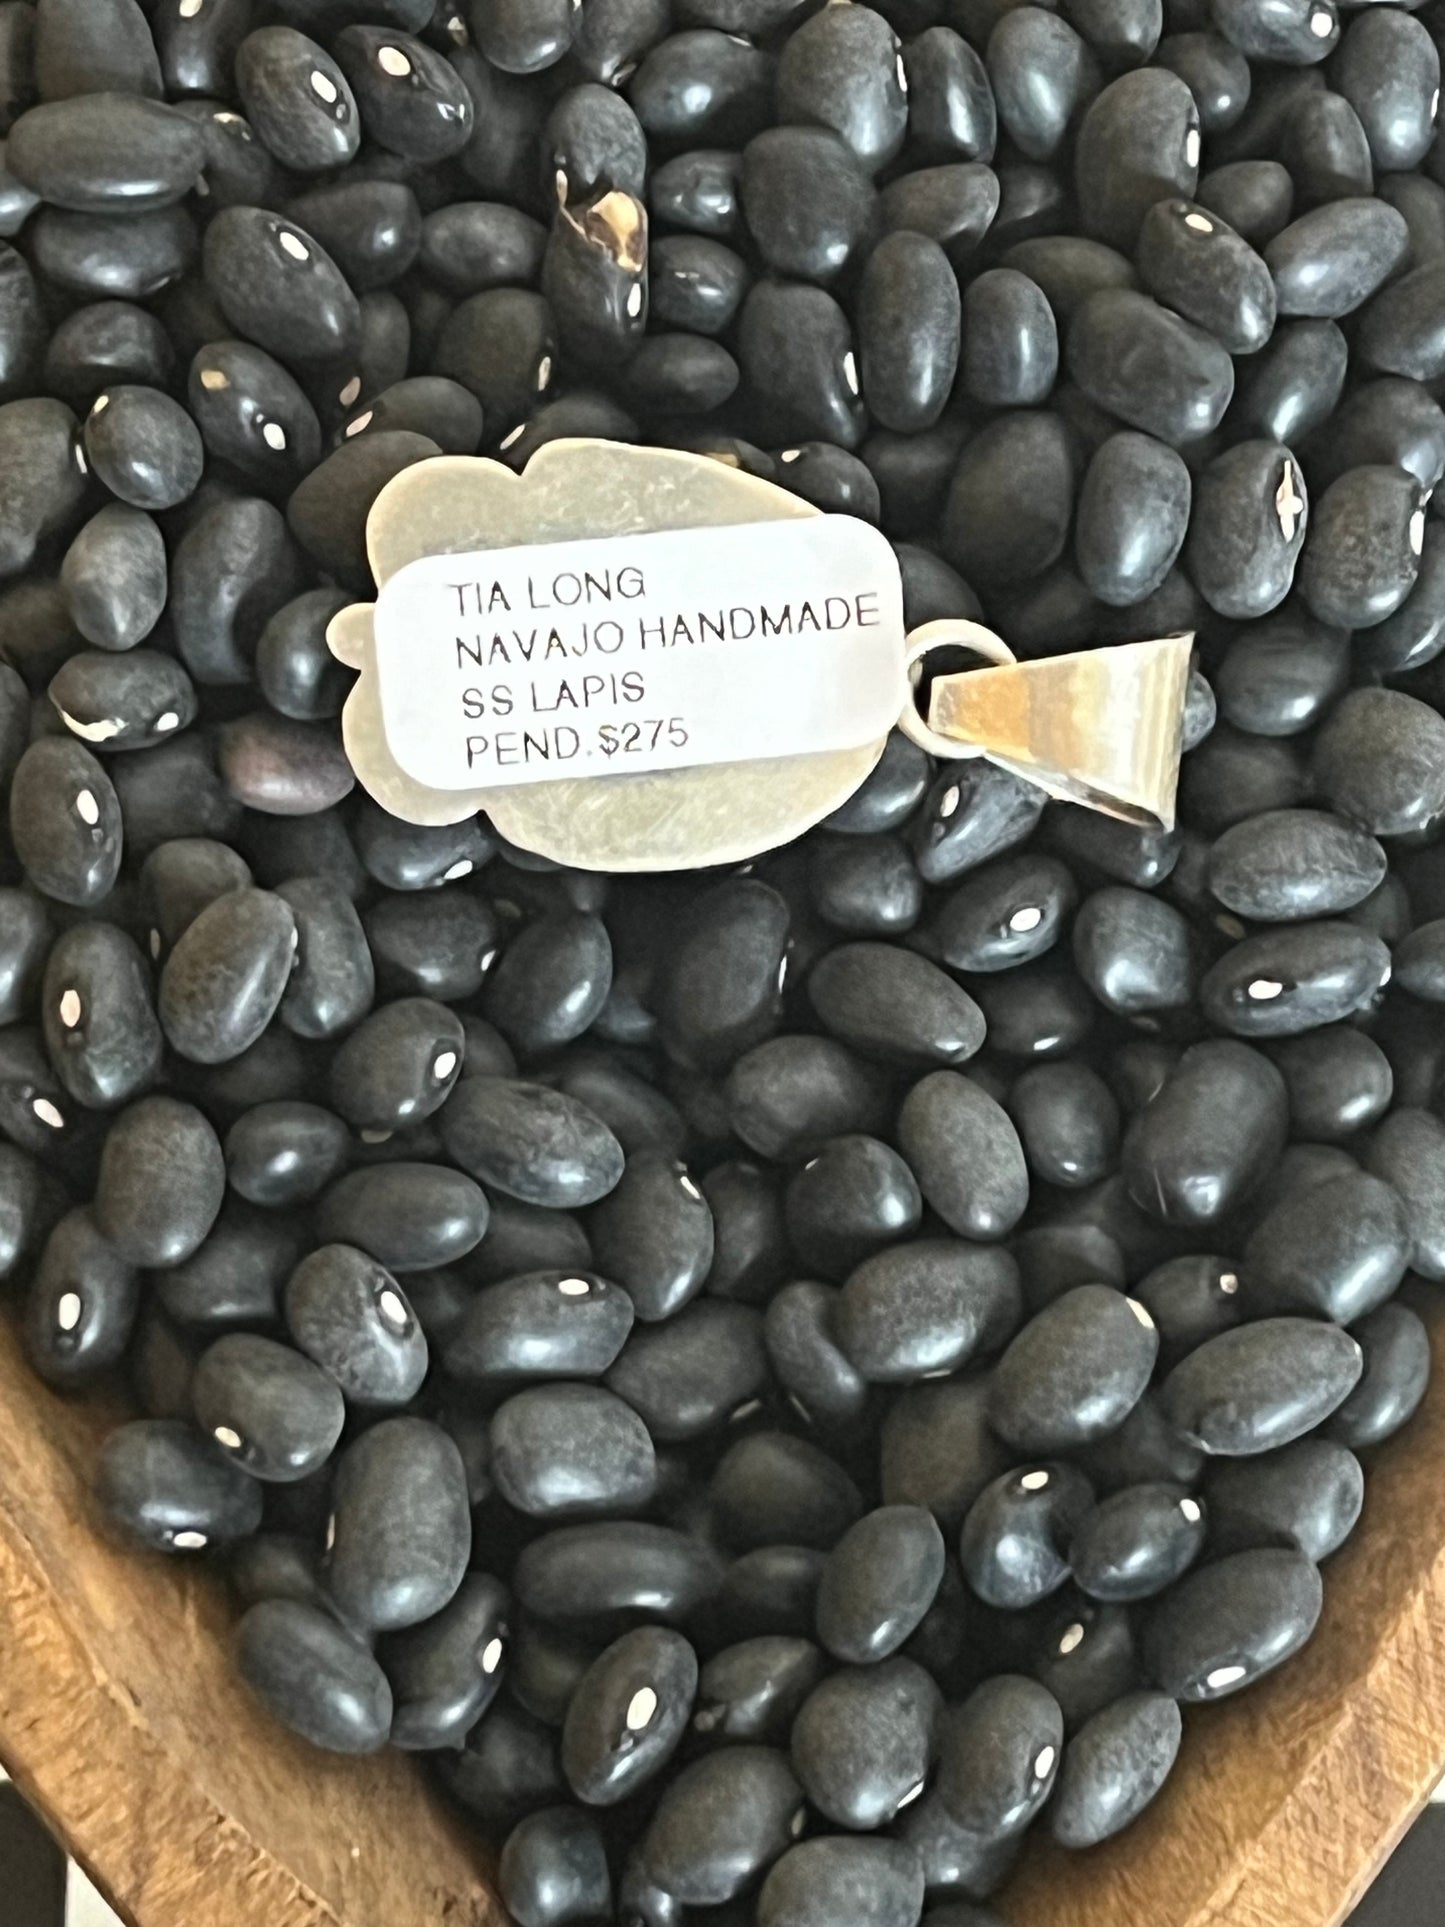 TIA LONG
NAVAJO HANDMADE
SS LAPIS
PEND.$275